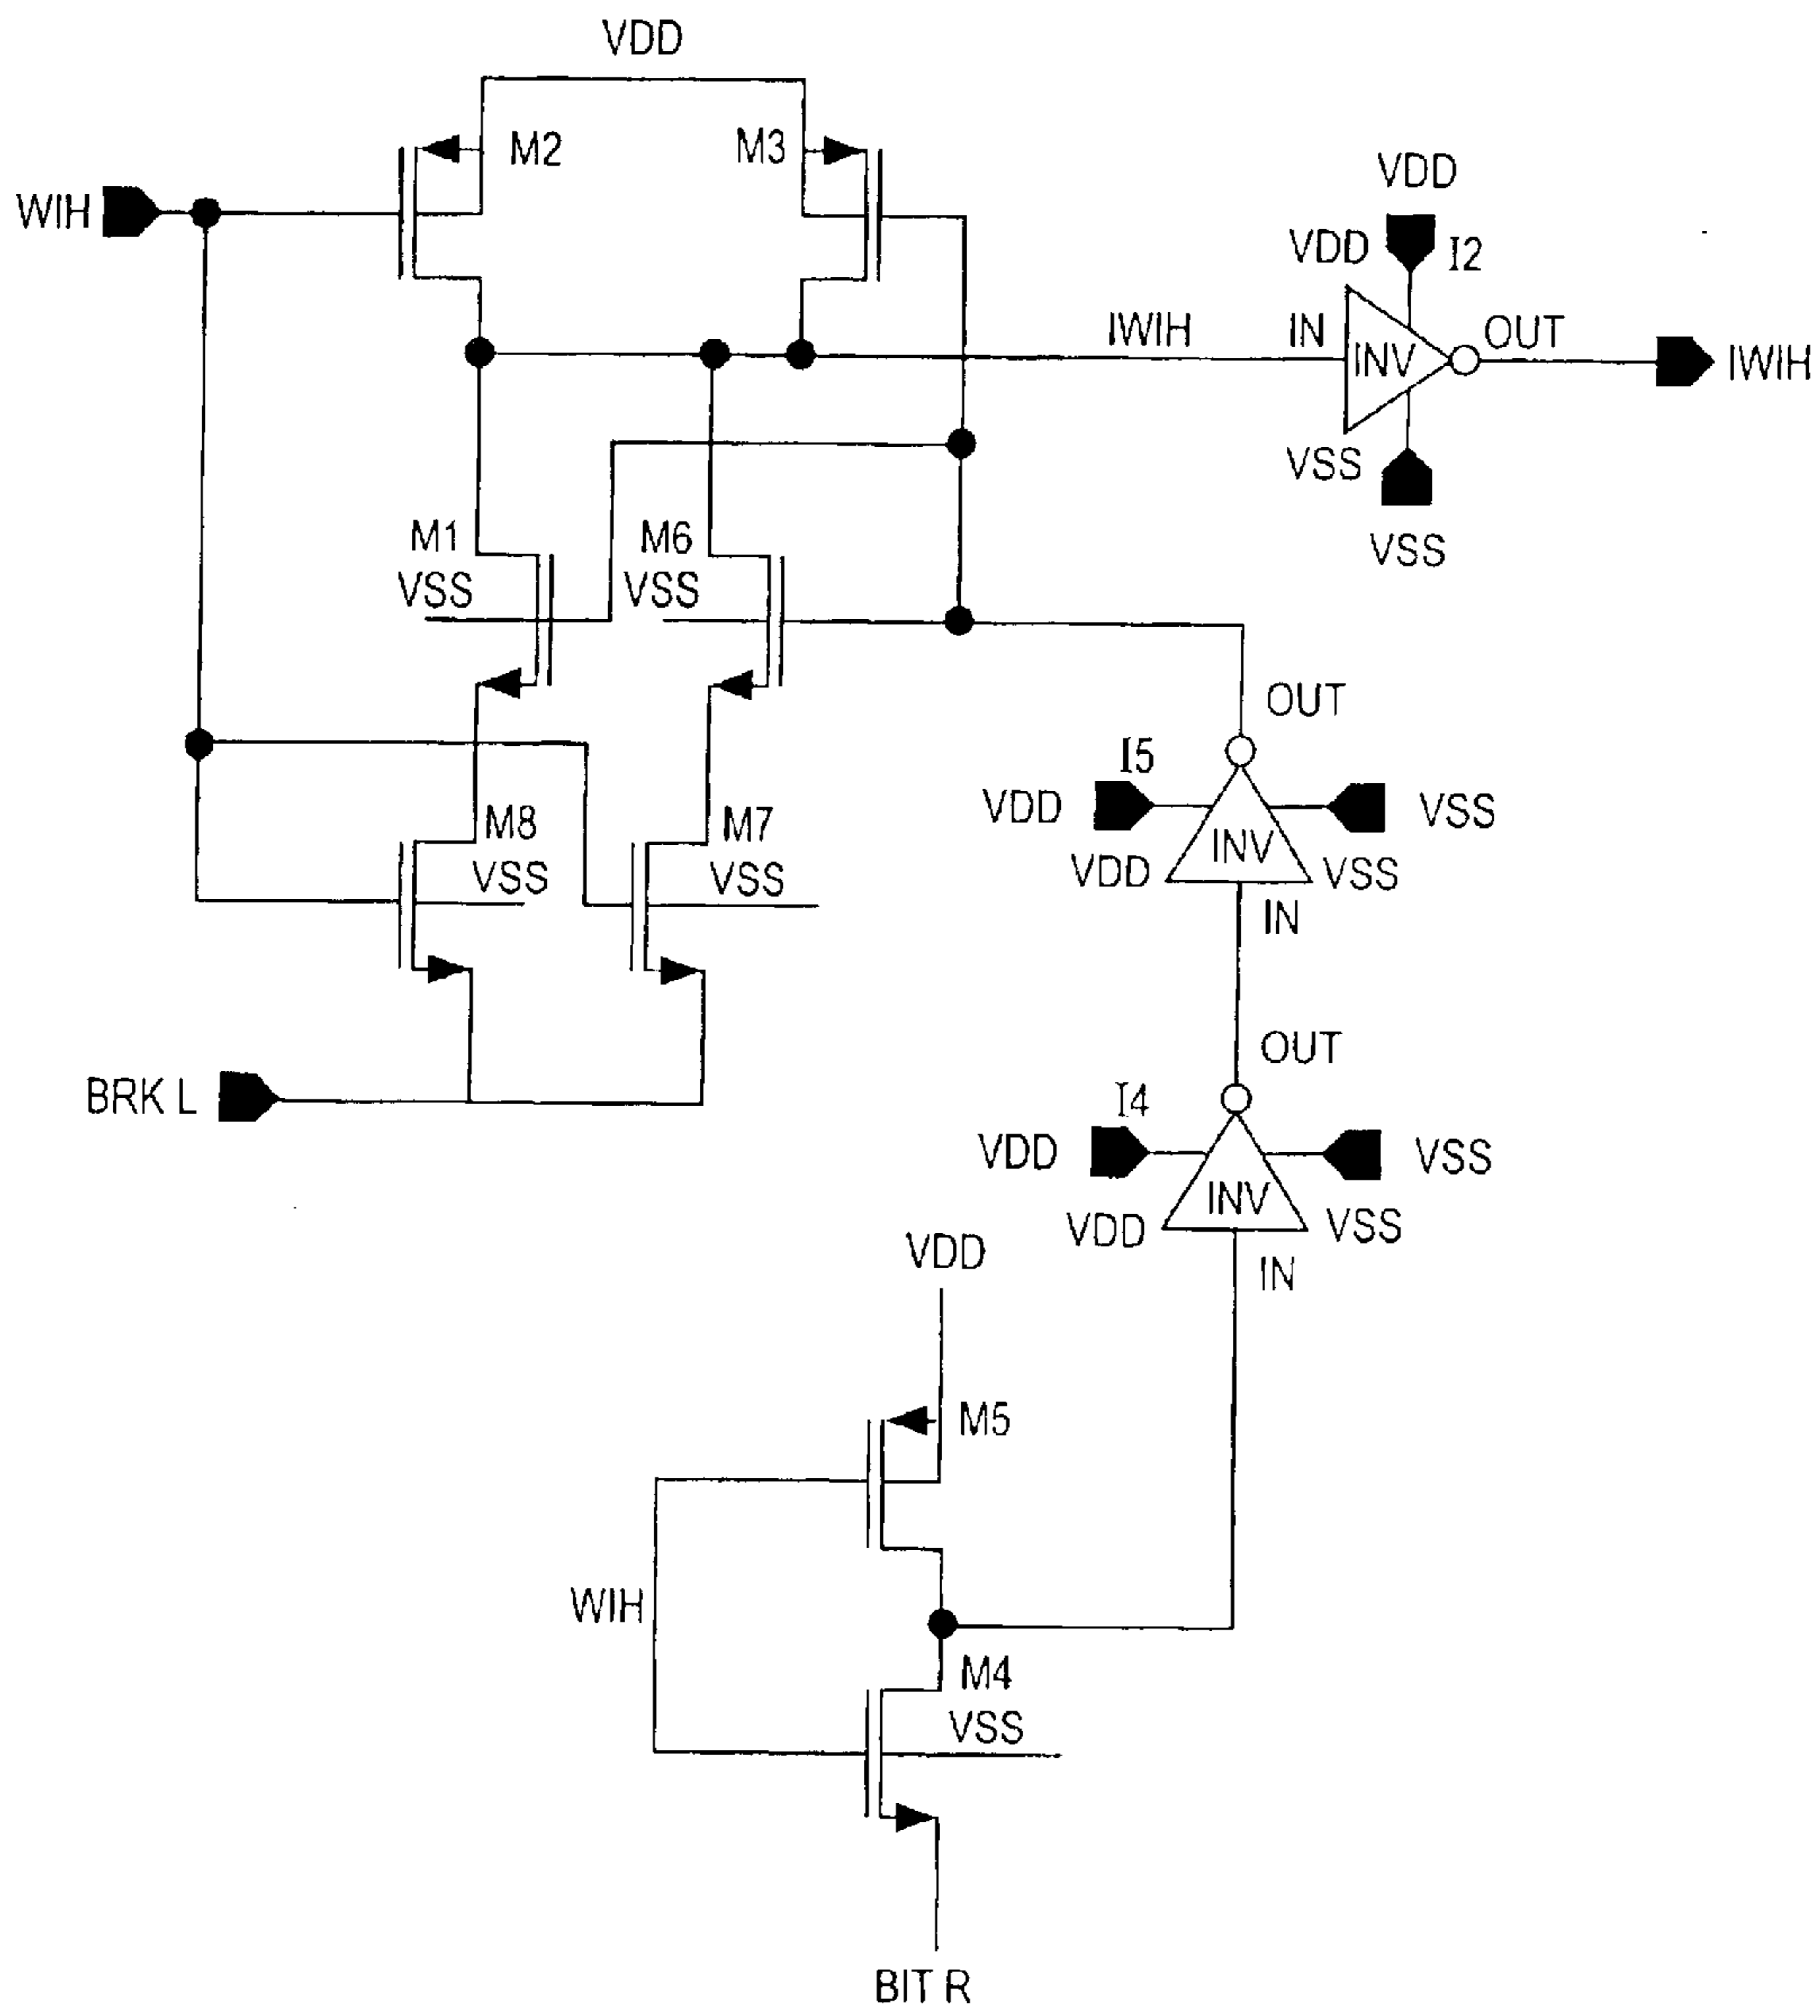 VDD
M2
M3
WIH
VDD
VDD
I2
IWIH
IN
INV
OUT
IWIH
VSS
VSS
M1
VSS
M6
VSS
OUT
I5
VDD
VSS
INV
VDD
VSS
IN
M8
VSS
M7
VSS
BRK L
OUT
I4
VDD
VSS
INV
VDD
VSS
IN
VDD
M5
WIH
M4
VSS
BIT R